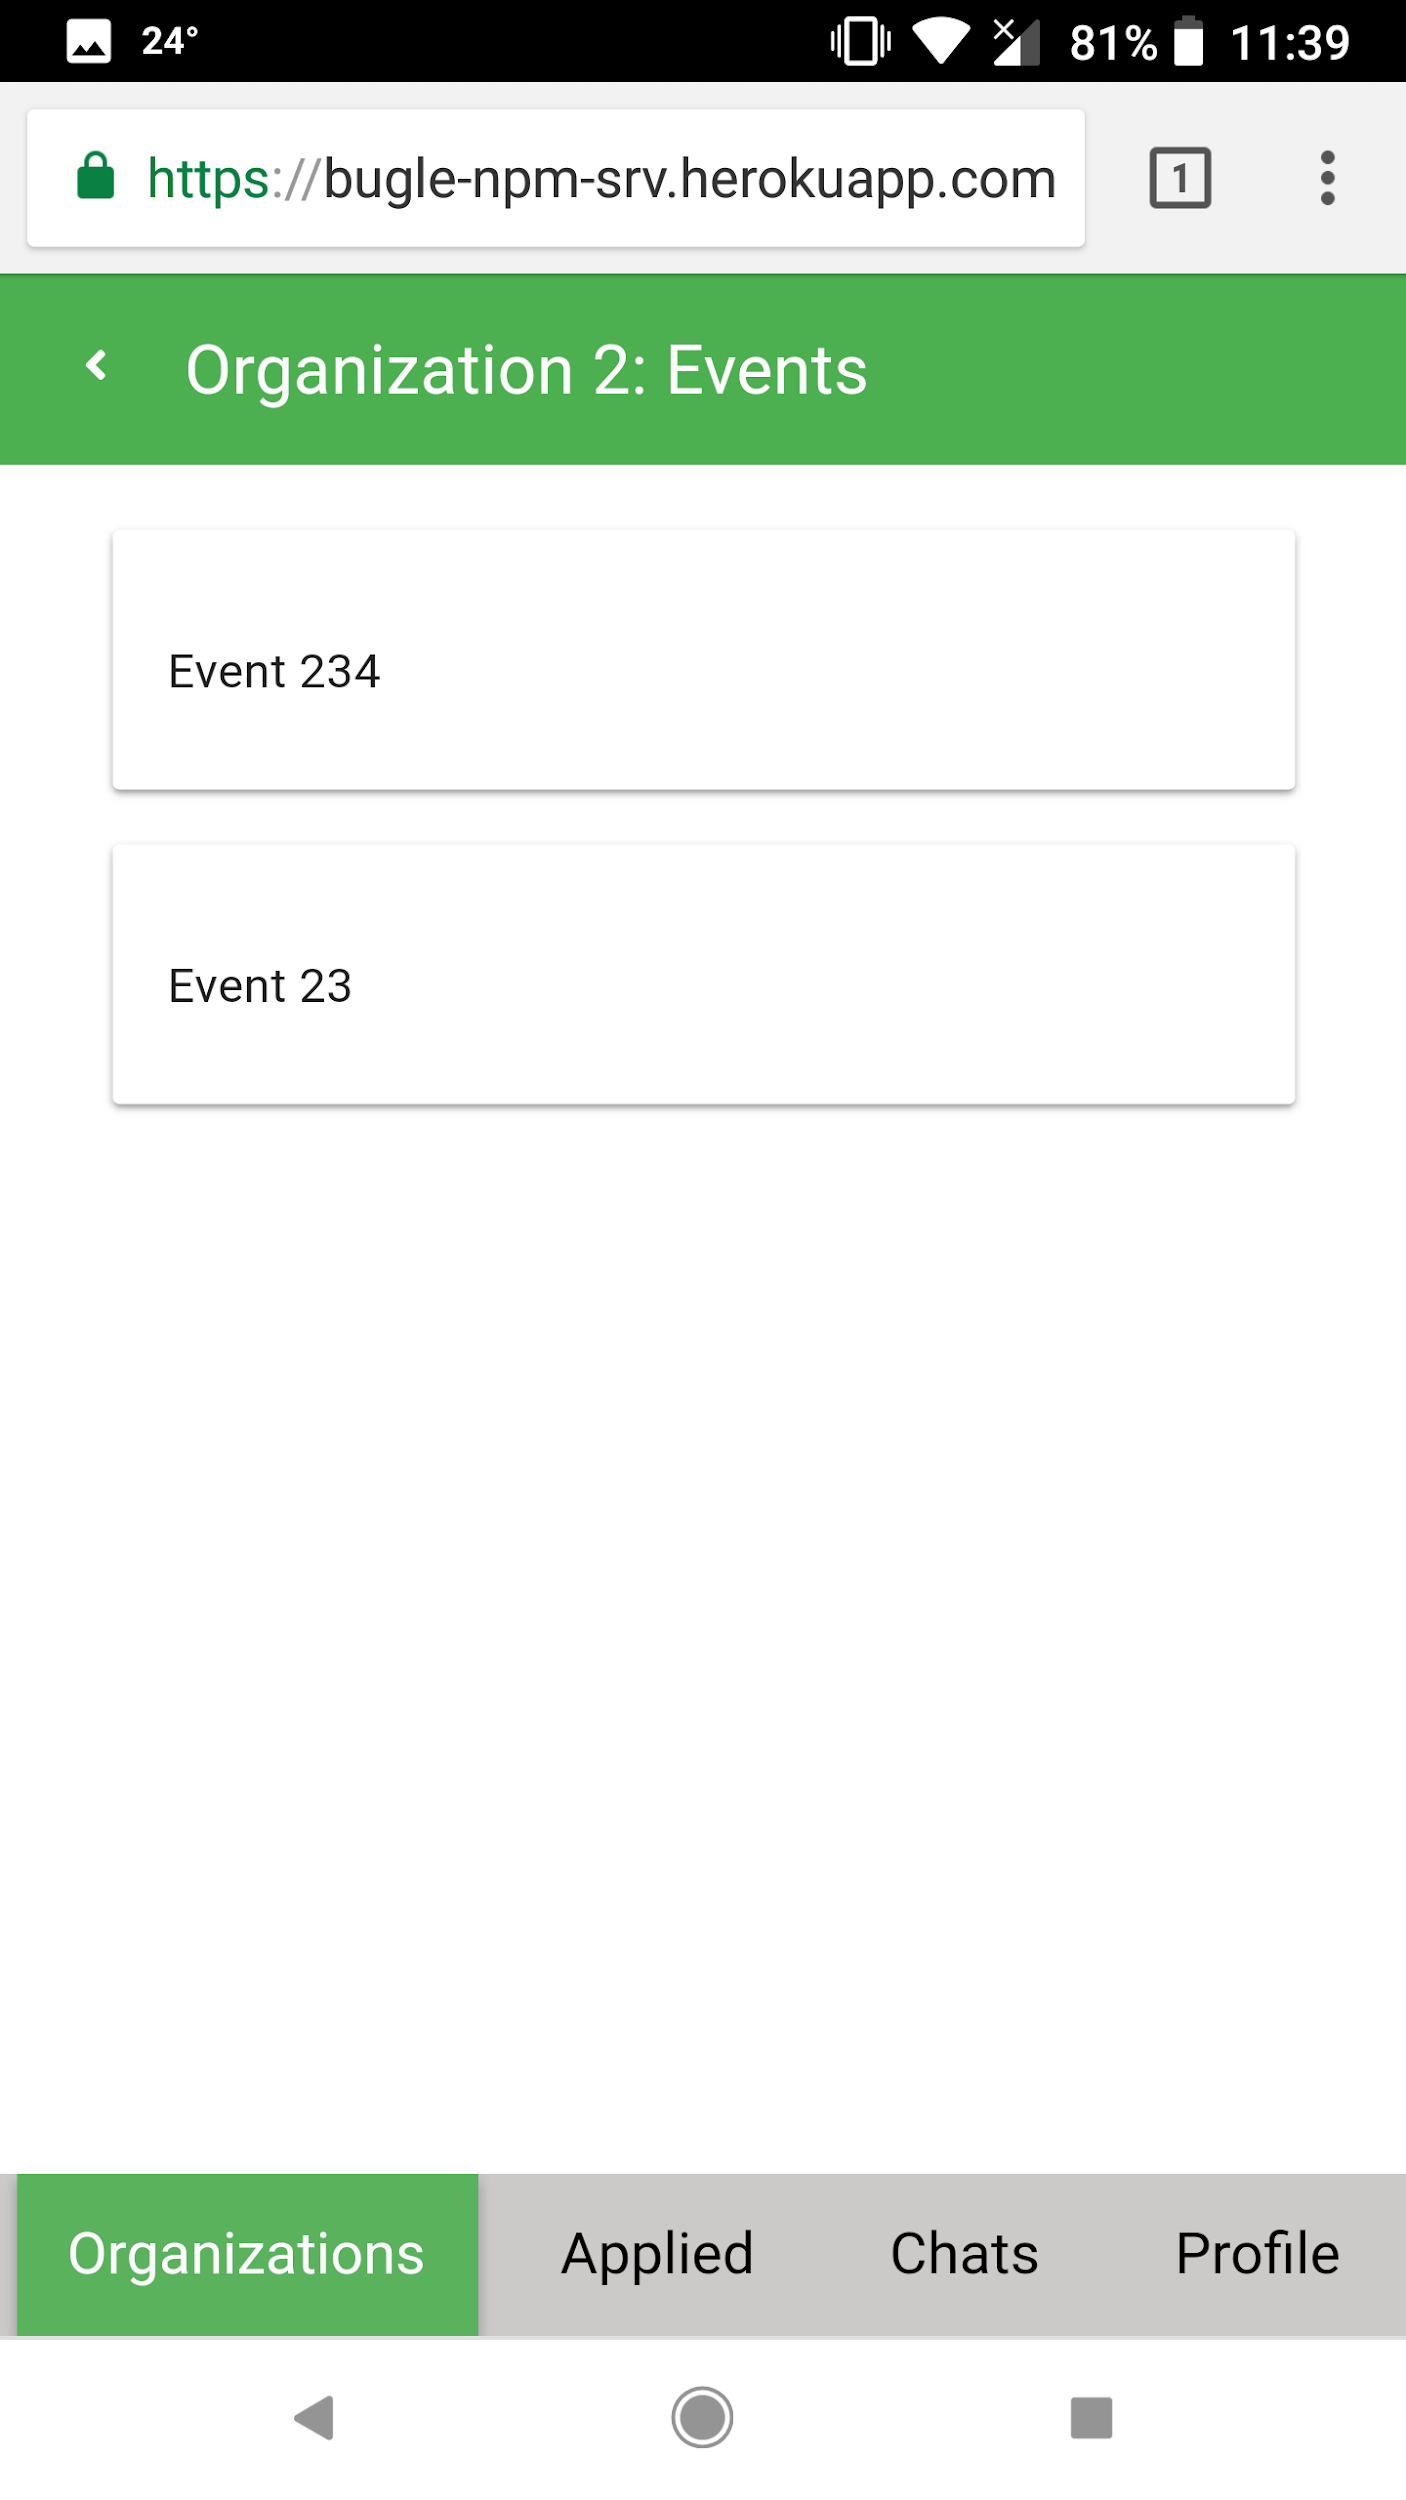 24° 81% 11:39
https://bugle-npm-srv.herokuapp.com 1
Organization 2: Events
Event 234
Event 23
Organizations Applied Chats Profile